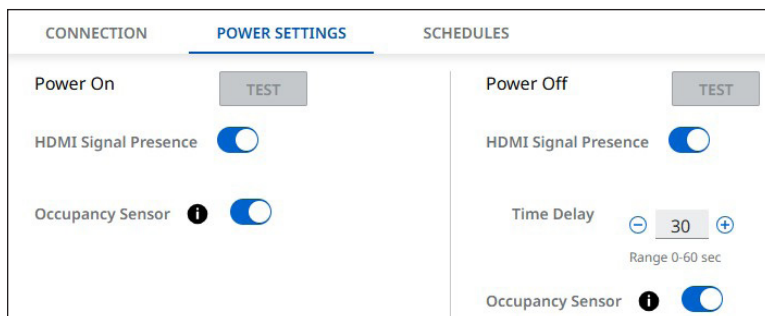 CONNECTION POWER SETTINGS SCHEDULES
Power On TEST
HDMI Signal Presence
Occupancy Sensor i
Power Off TEST
HDMI Signal Presence
Time Delay 30
Range 0-60 sec
Occupancy Sensor i